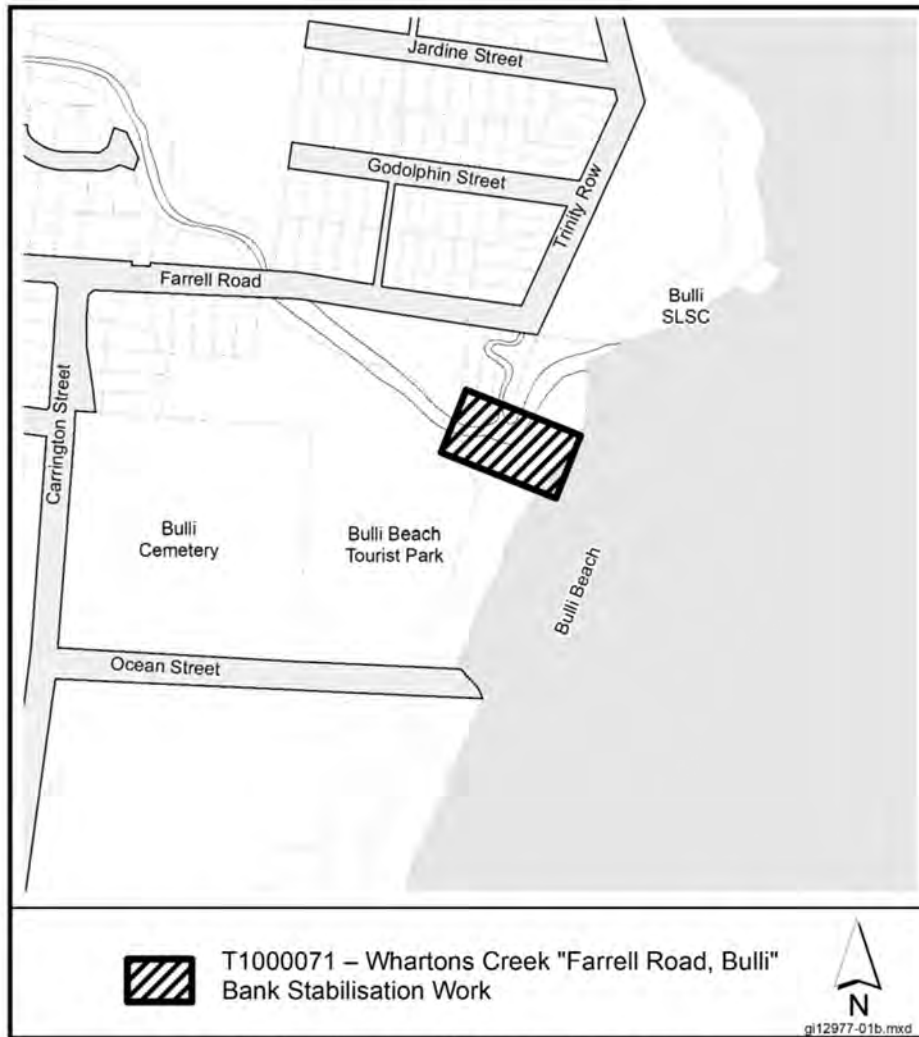 Jardine Street
Godolphin Street
Trinity Row
Farrell Road
Bulli
SLSC
Carrington Street
Bulli
Cemetery
Bulli Beach
Tourist Park
Bulli Beach
Ocean Street
T1000071 – Whartons Creek "Farrell Road, Bulli"
Bank Stabilisation Work
N
gi12977-01b.mxd